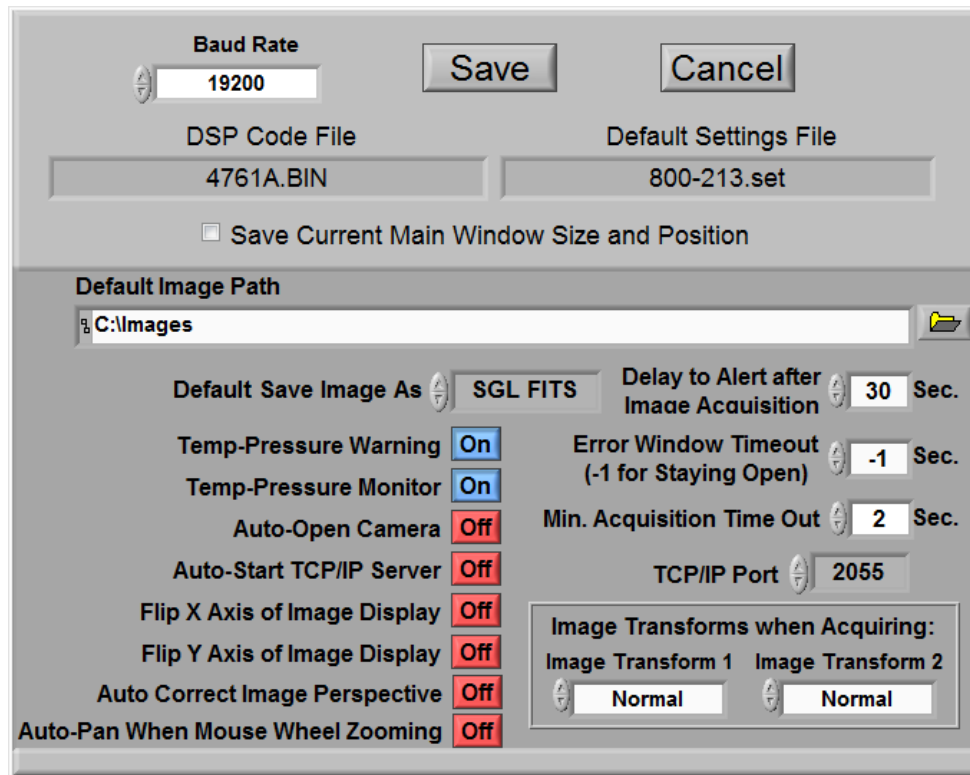 Baud Rate
19200
Save
Cancel
DSP Code File
Default Settings File
4761A.BIN
800-213.set
Save Current Main Window Size and Position
Default Image Path
C:\Images
Default Save Image As SGL FITS
Delay to Alert after
Image Acquisition 30 Sec.
Temp-Pressure Warning On
Error Window Timeout
(-1 for Staying Open) -1 Sec.
Temp-Pressure Monitor On
Min. Acquisition Time Out 2 Sec.
Auto-Open Camera Off
Auto-Start TCP/IP Server Off
TCP/IP Port 2055
Flip X Axis of Image Display Off
Flip Y Axis of Image Display Off
Auto Correct Image Perspective Off
Auto-Pan When Mouse Wheel Zooming Off
Image Transforms when Acquiring:
Image Transform 1 Image Transform 2
Normal Normal